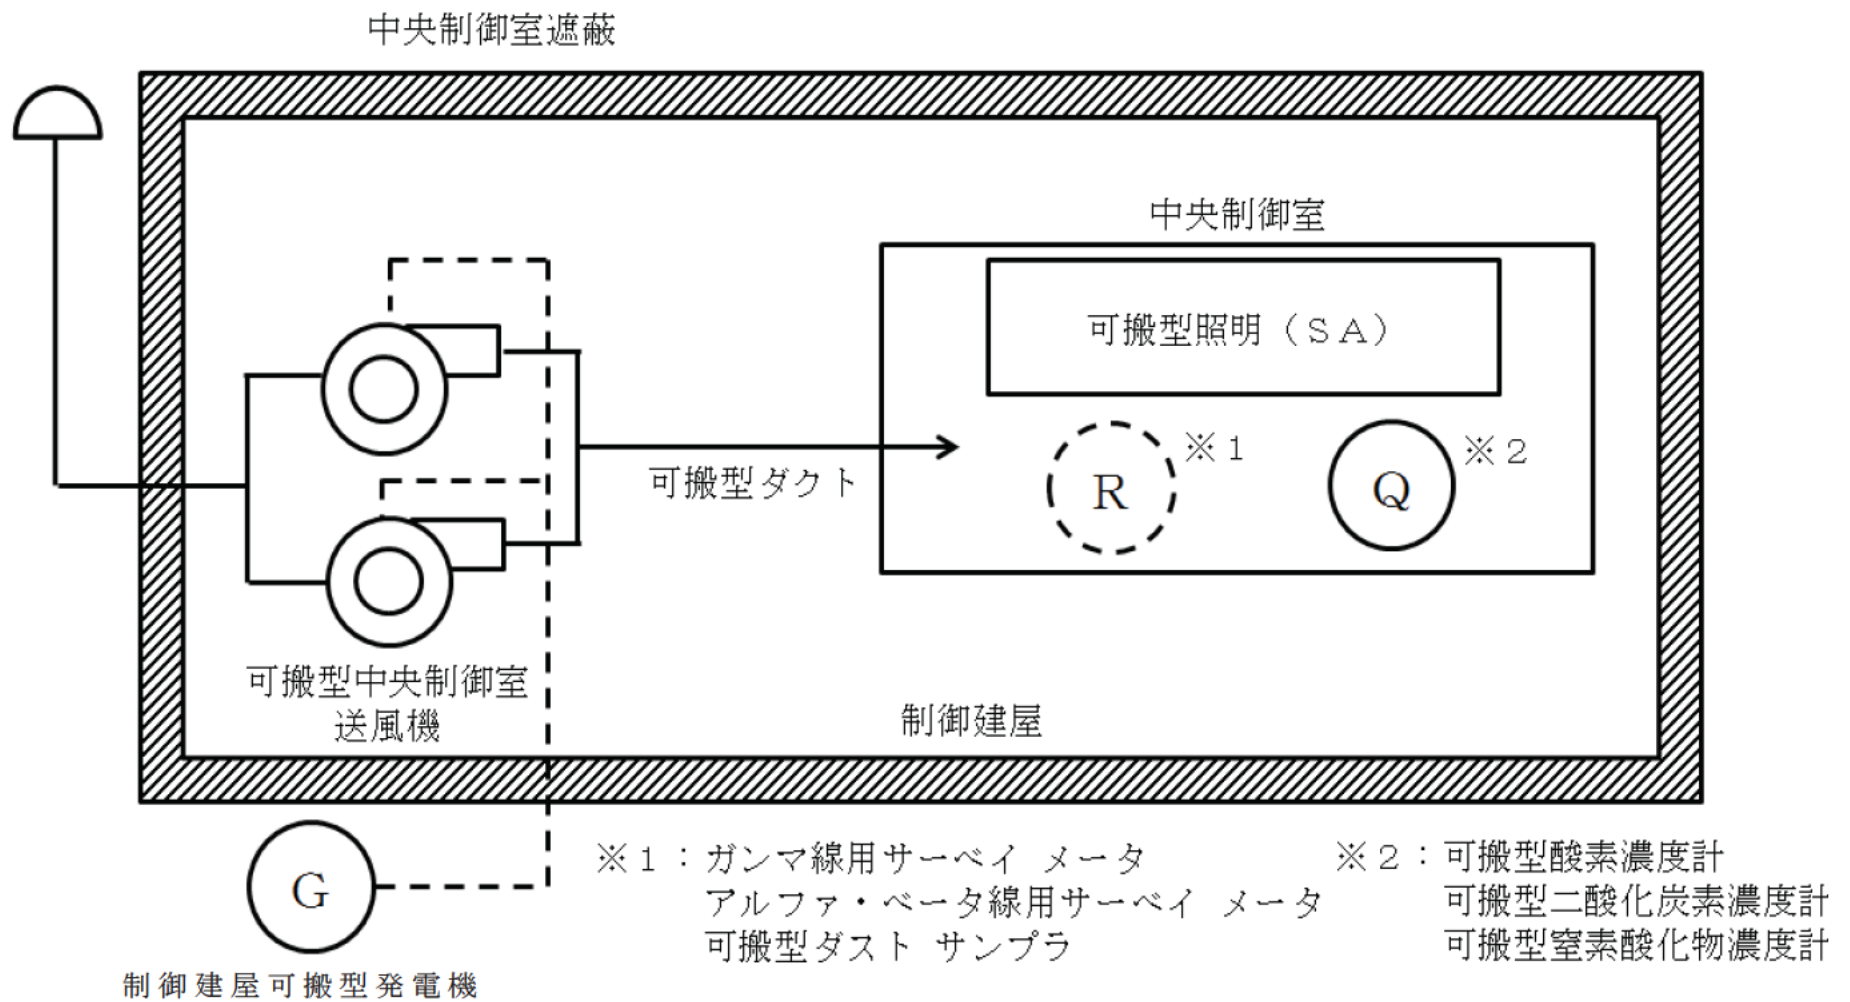 中央制御室遮蔽
中央制御室
可搬型照明（ＳＡ）
※１
※２
R
Q
可搬型ダクト
可搬型中央制御室
送風機
制御建屋
G
制御建屋可搬型発電機
※１：ガンマ線用サーベイ メータ
アルファ・ベータ線用サーベイ メータ
可搬型ダスト サンプラ
※２：可搬型酸素濃度計
可搬型二酸化炭素濃度計
可搬型窒素酸化物濃度計